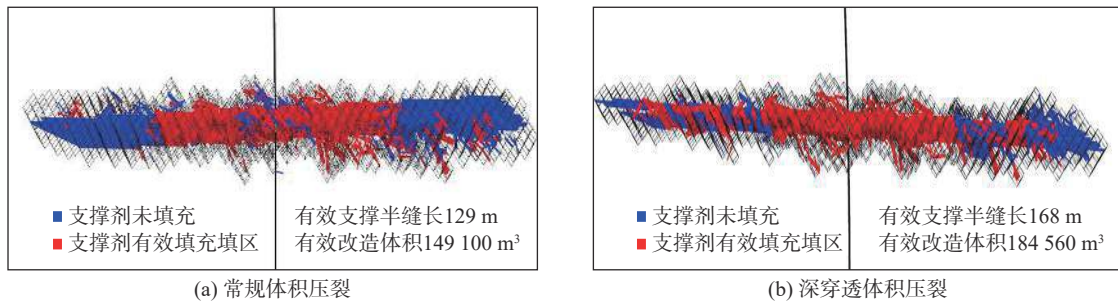 支撑剂未填充
支撑剂有效填充填区
有效支撑半缝长129 m
有效改造体积149 100 m³
(a) 常规体积压裂
支撑剂未填充
支撑剂有效填充填区
有效支撑半缝长168 m
有效改造体积184 560 m³
(b) 深穿透体积压裂